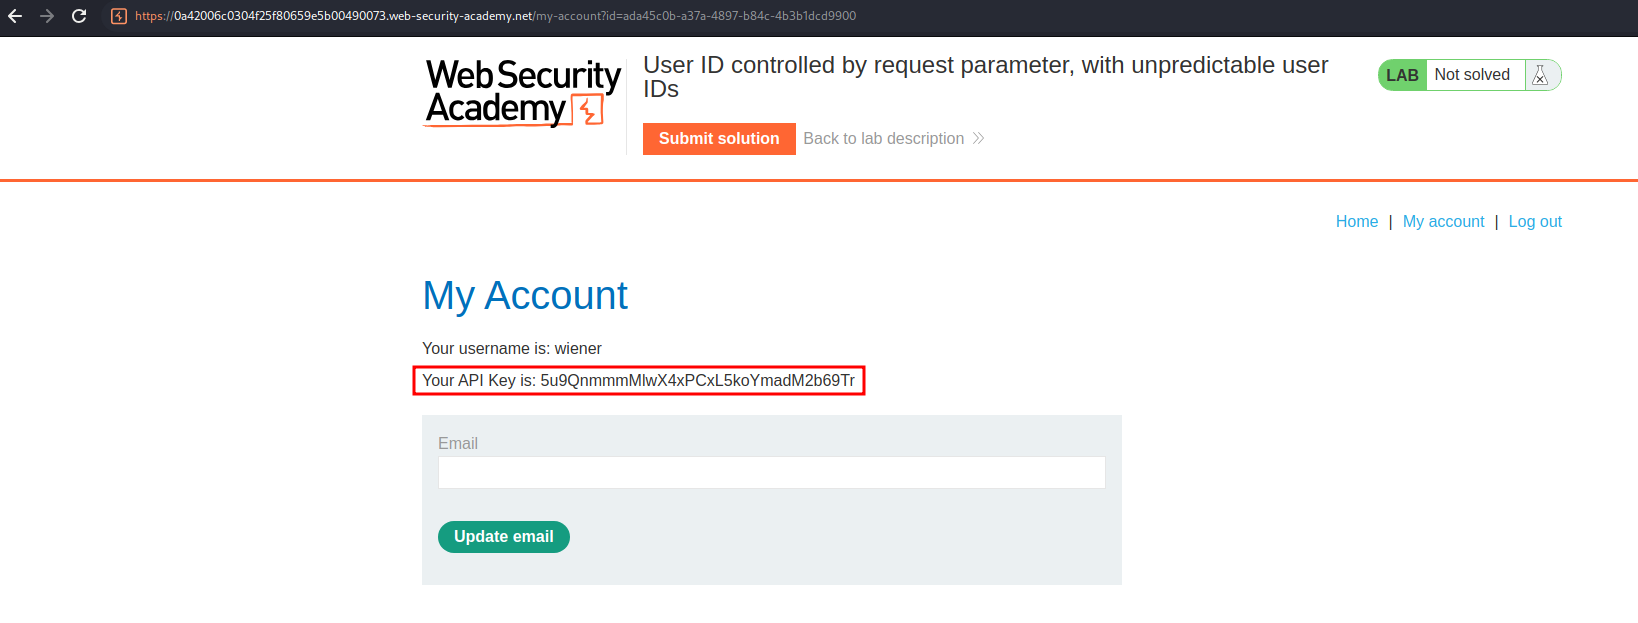 https://0a42006c0304f25f80659e5b00490073.web-security-academy.net/my-account?id=ada45c0b-a37a-4897-b84c-4b3b1dcd9900
WebSecurity
Academy
User ID controlled by request parameter, with unpredictable user
IDs
LAB Not solved
Submit solution Back to lab description
Home | My account | Log out
My Account
Your username is: wiener
Your API Key is: 5u9QnmmmMlwX4xPCxL5koYmadM2b69Tr
Email
Update email